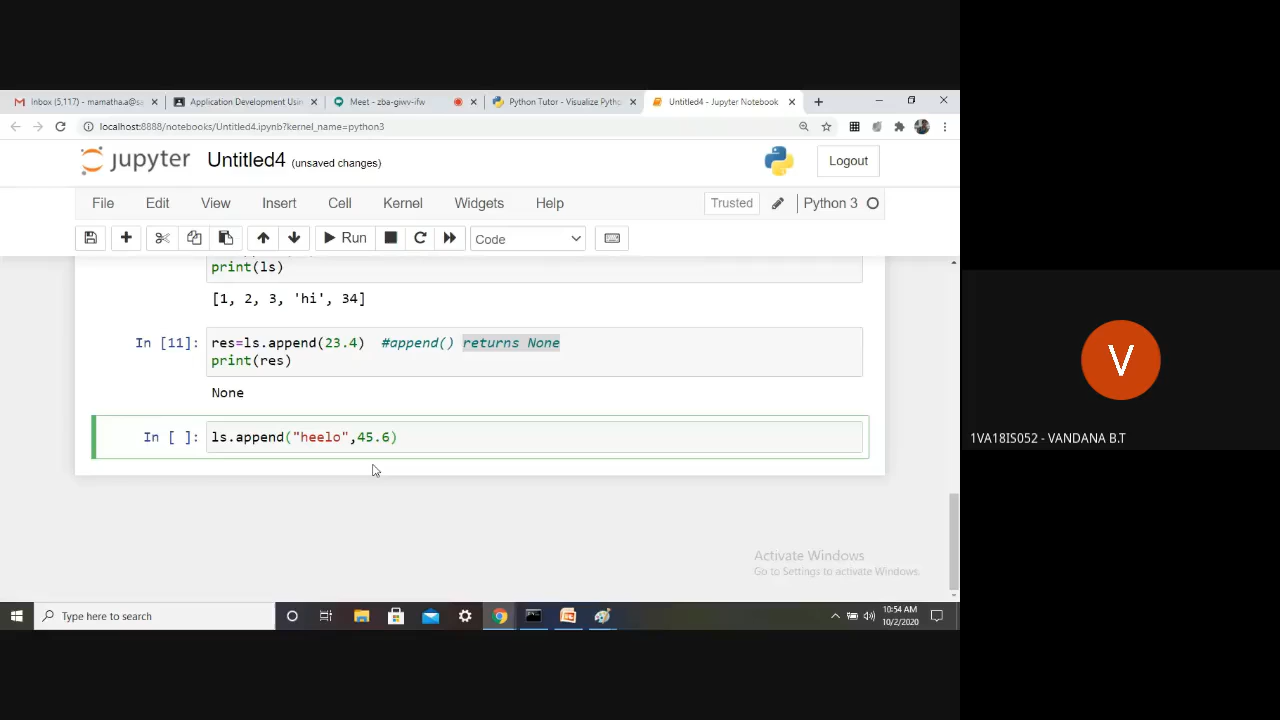 Inbox (5,117) - mamatha.a@sa
Application Development Usin
Meet - zba-giwv-ifw
Python Tutor - Visualize Pytho
Untitled4 - Jupyter Notebook
localhost:8888/notebooks/Untitled4.ipynb?kernel_name=python3
jupyter Untitled4 (unsaved changes)
Logout
File Edit View Insert Cell Kernel Widgets Help
Trusted
Python 3
Run
Code
print(ls)
[1, 2, 3, 'hi', 34]
In [11]: res=ls.append(23.4) #append() returns None
print(res)
None
In [ ]: ls.append("heelo",45.6)
V
1VA18IS052 - VANDANA B.T
Activate Windows
Go to Settings to activate Windows.
Type here to search
10:54 AM
10/2/2020